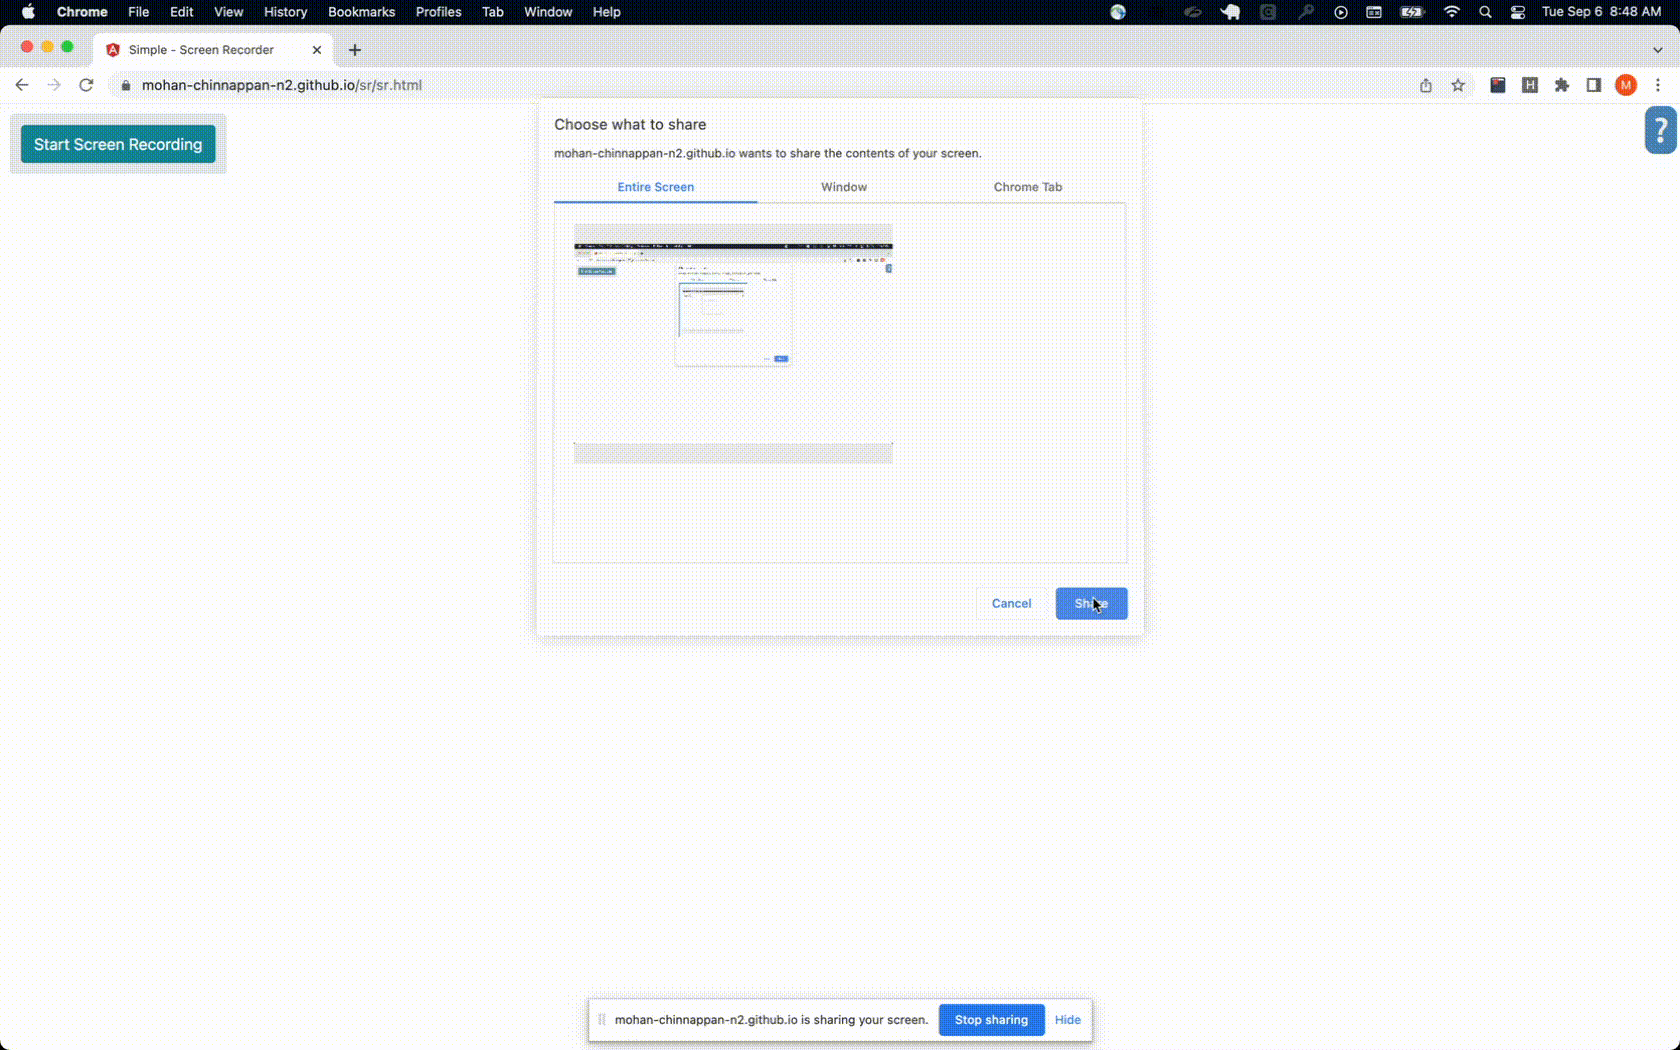 Chrome File Edit View History Bookmarks Profiles Tab Window Help Tue Sep 6 8:48 AM
Simple - Screen Recorder
mohan-chinnappan-n2.github.io/sr/sr.html
H M
Start Screen Recording
?
Choose what to share
mohan-chinnappan-n2.github.io wants to share the contents of your screen.
Entire Screen Window Chrome Tab
Cancel Share
mohan-chinnappan-n2.github.io is sharing your screen. Stop sharing Hide